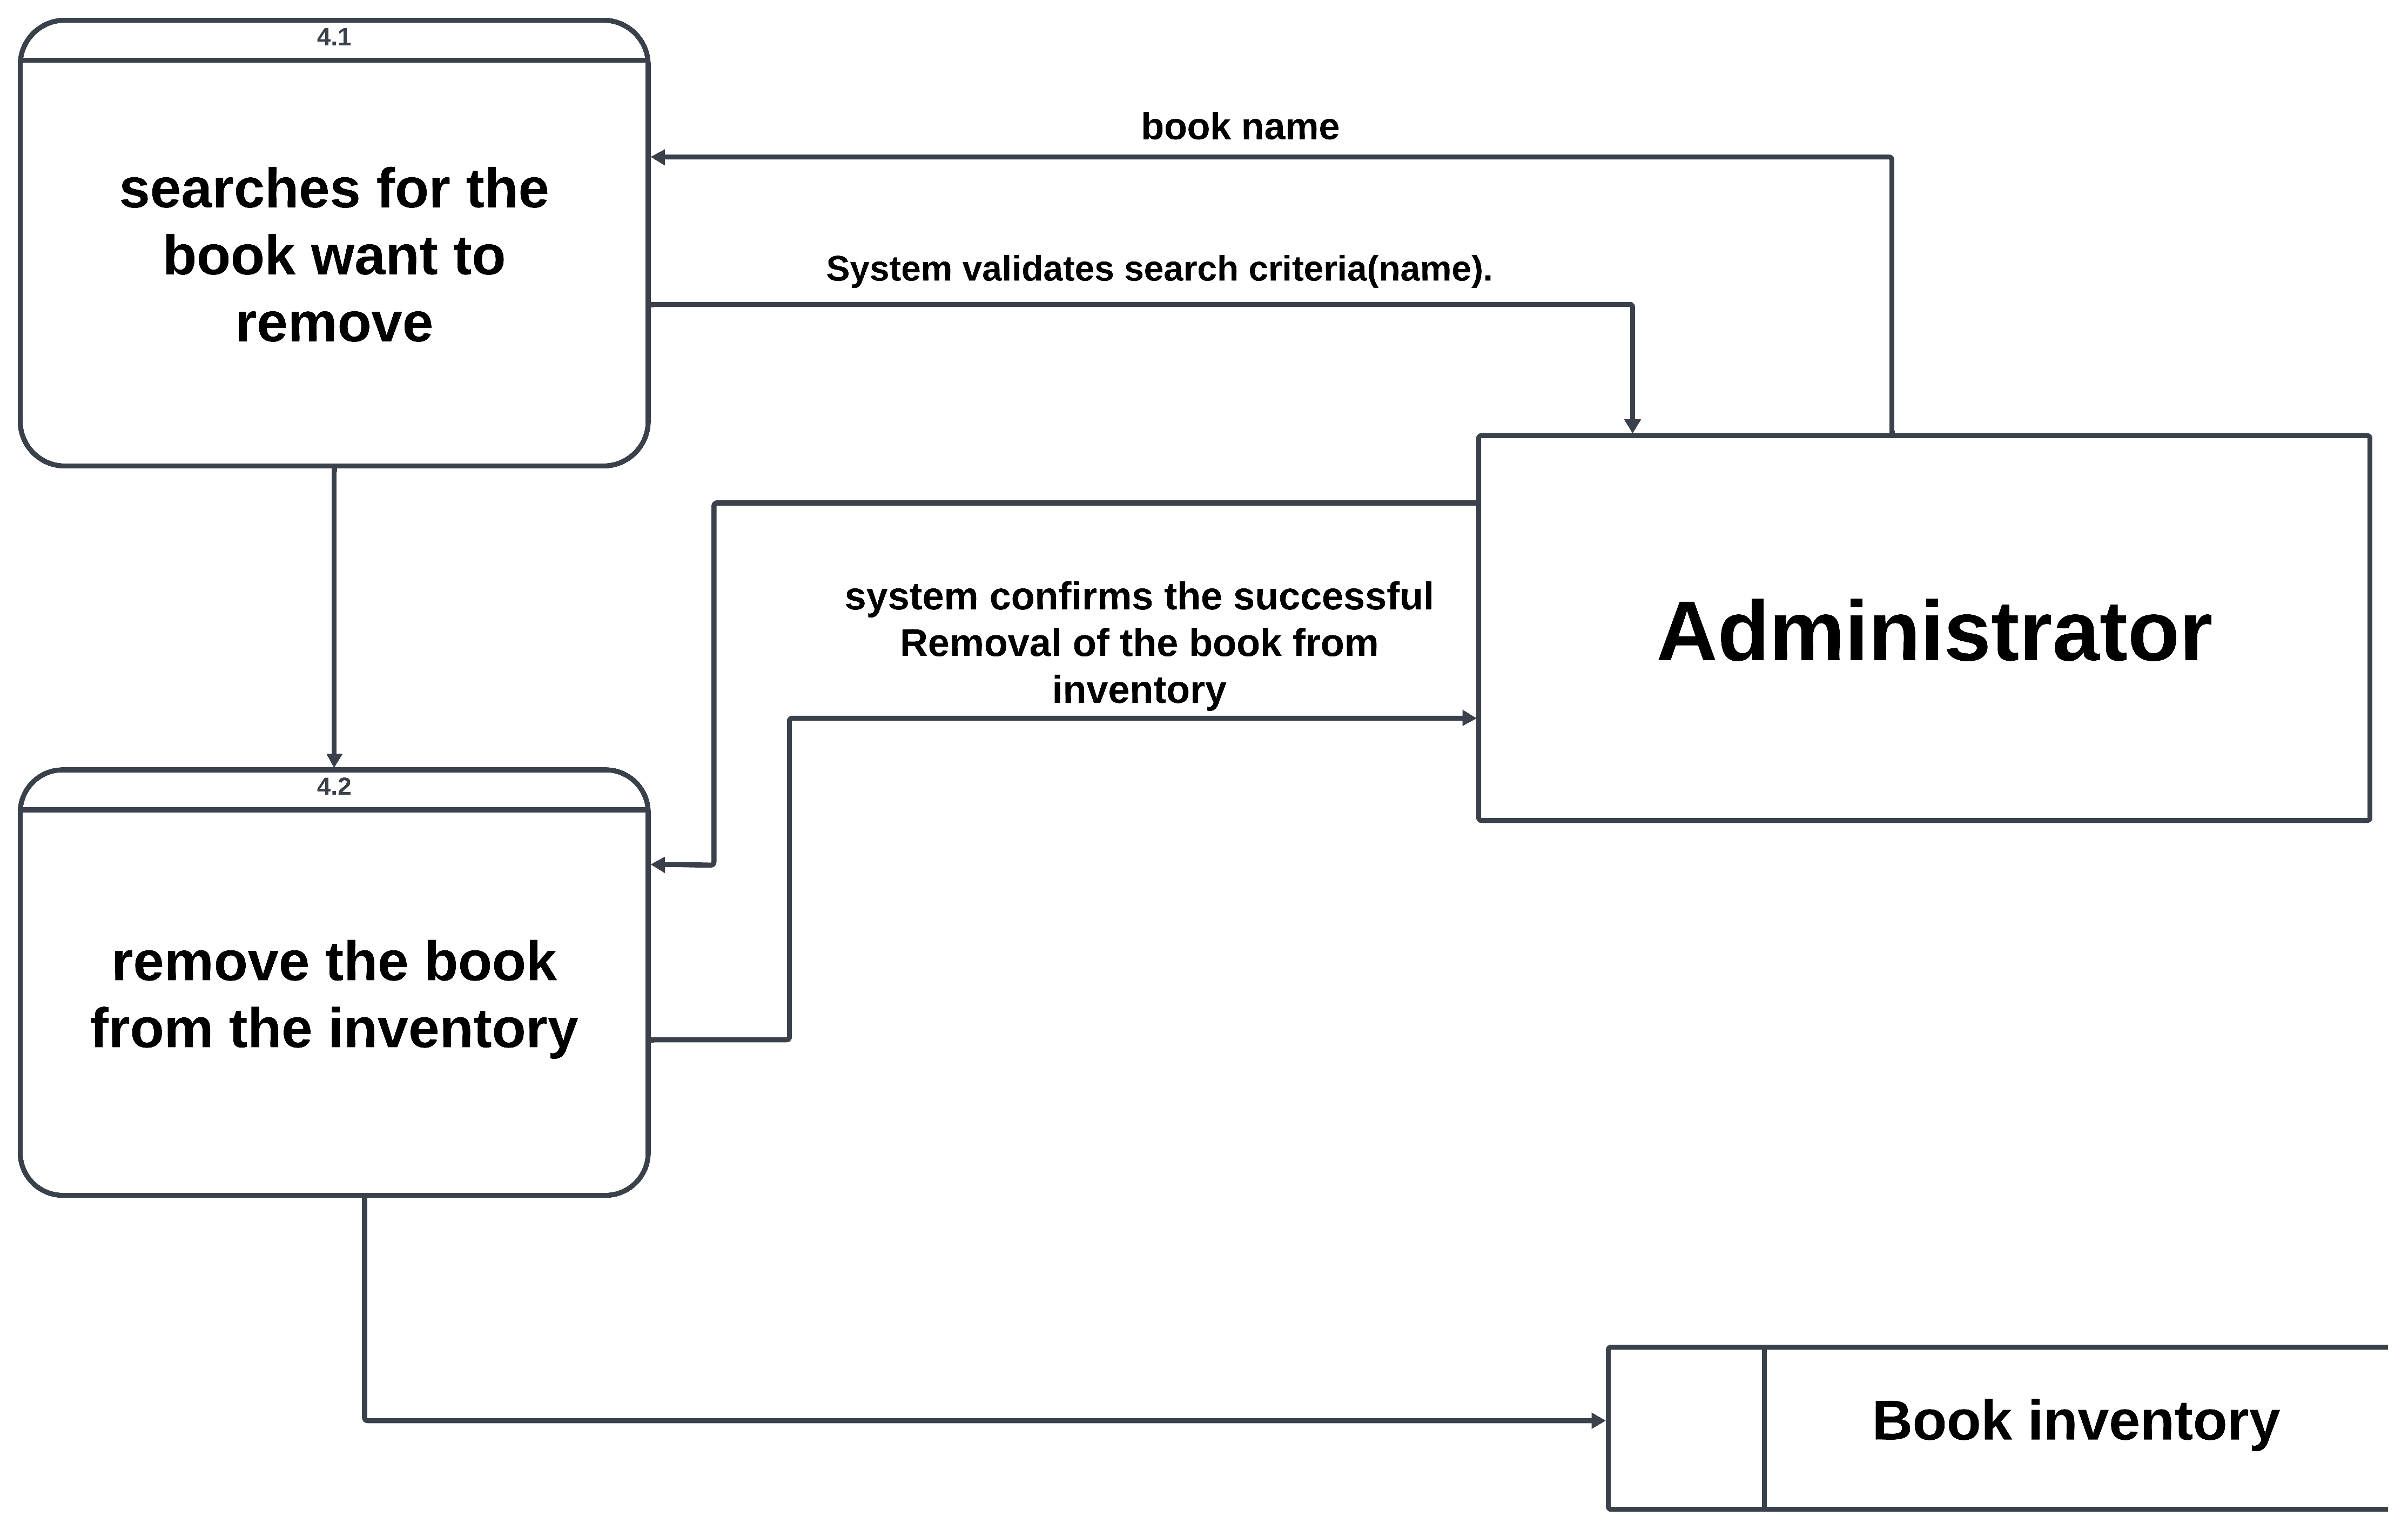 4.1
searches for the
book want to
remove
book name
System validates search criteria(name).
system confirms the successful
Removal of the book from
inventory
Administrator
4.2
remove the book
from the inventory
Book inventory